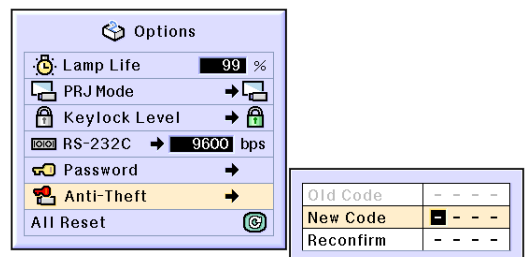 Options
Lamp Life 99 %
PRJ Mode
Keylock Level
RS-232C 9600 bps
Password
Anti-Theft
All Reset
Old Code - - - -
New Code - - - -
Reconfirm - - - -